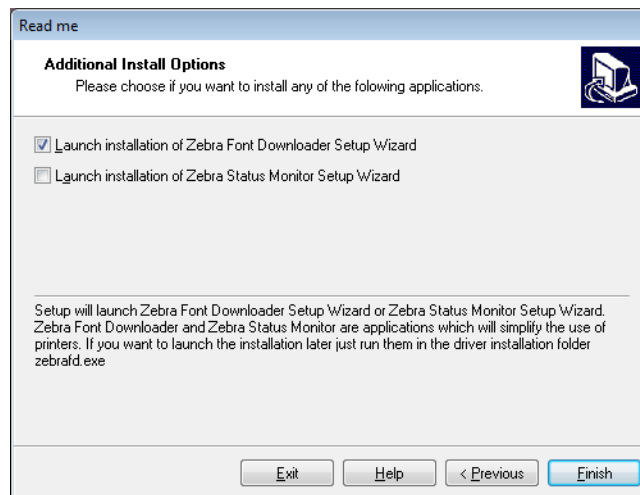 Read me
Additional Install Options
Please choose if you want to install any of the folowing applications.
Launch installation of Zebra Font Downloader Setup Wizard
Launch installation of Zebra Status Monitor Setup Wizard
Setup will launch Zebra Font Downloader Setup Wizard or Zebra Status Monitor Setup Wizard.
Zebra Font Downloader and Zebra Status Monitor are applications which will simplify the use of
printers. If you want to launch the installation later just run them in the driver installation folder
zebrafd.exe
Exit
Help
< Previous
Finish